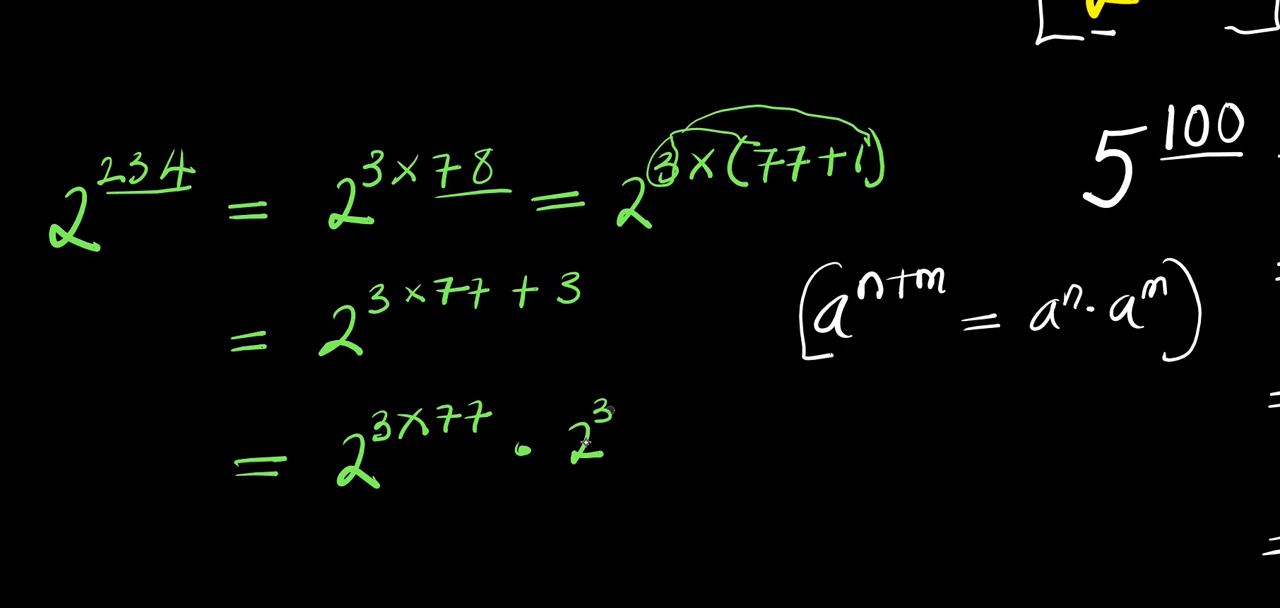 2^{234} = 2^{3 × 78} = 2^{3 × (77 + 1)}
= 2^{3 × 77 + 3}
= 2^{3 × 77} · 2^{3}
5^{100}
[a^{n+m} = a^{n} · a^{m})